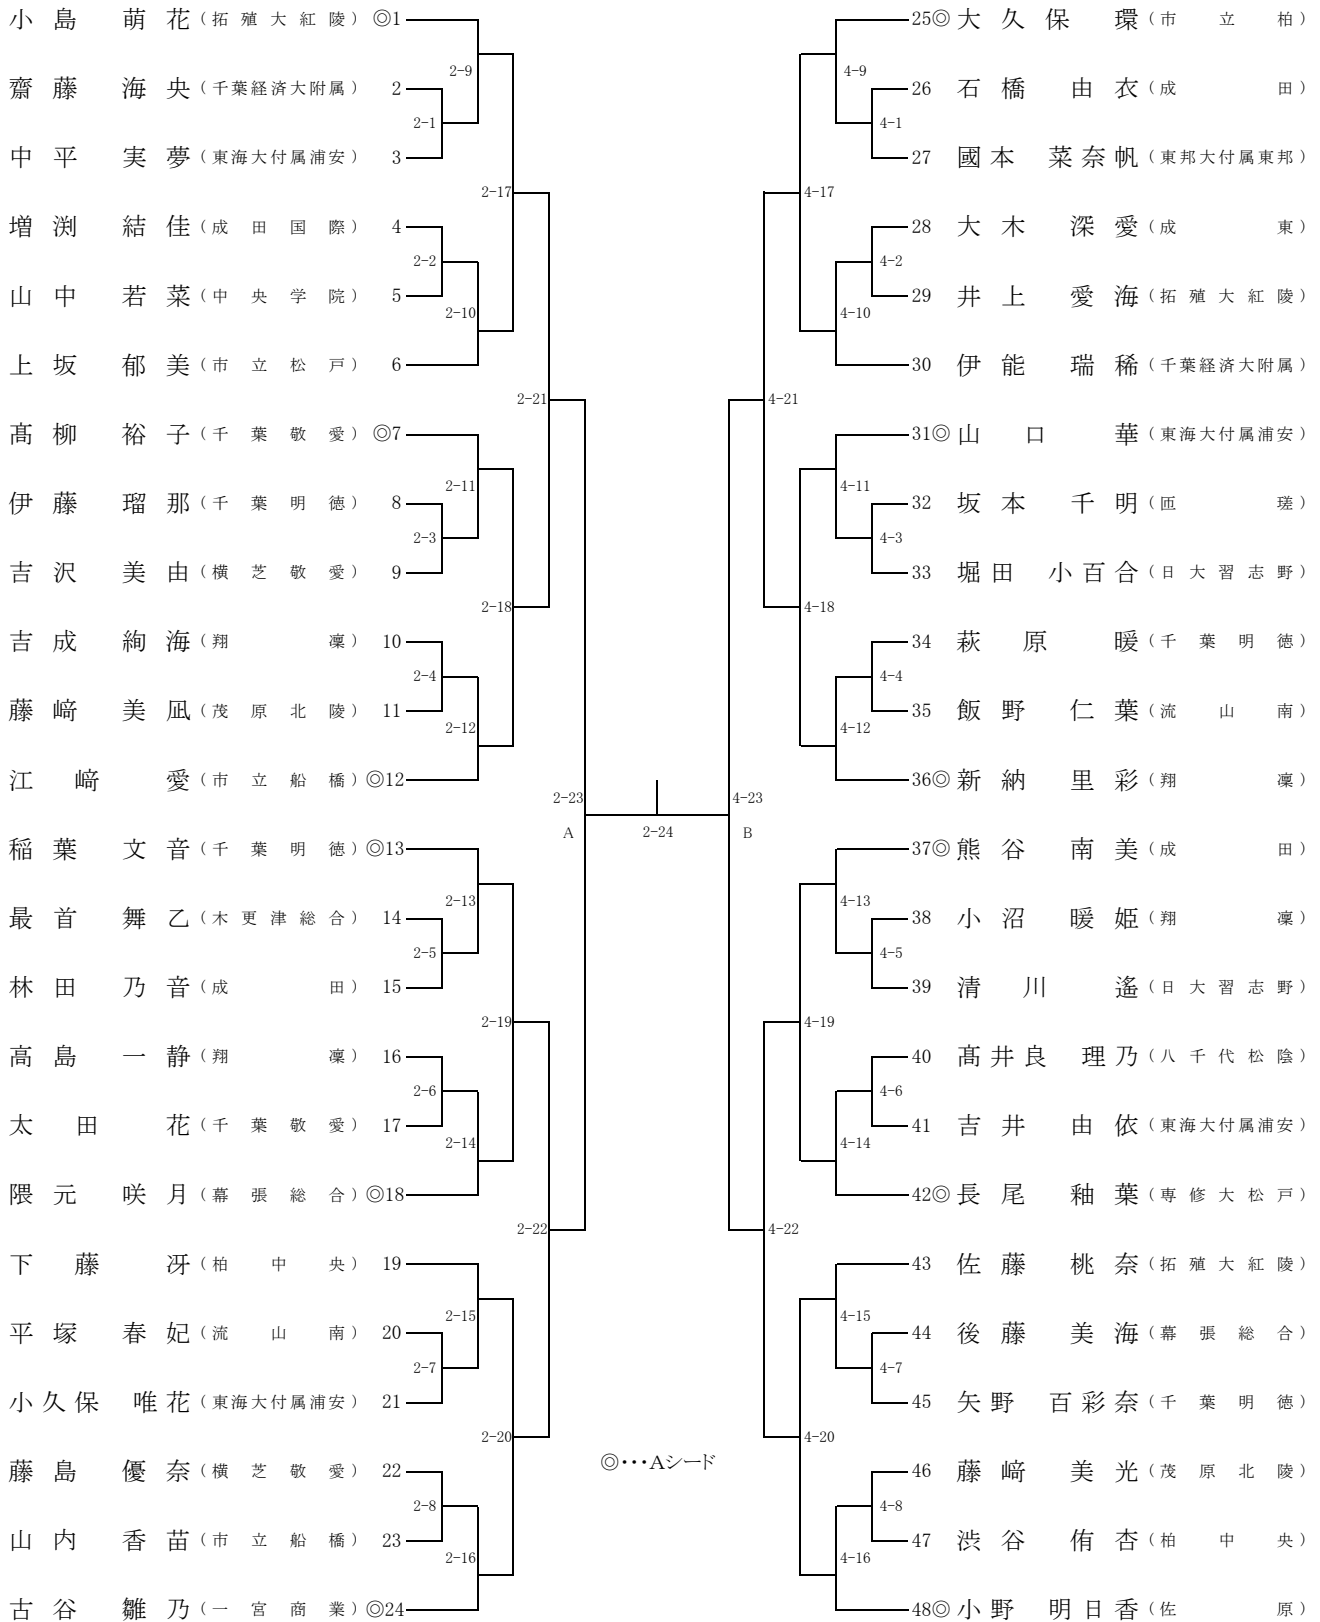 小島 萌花 (拓殖大紅陵) ◎1
2-9
齋藤 海央 (千葉経済大附属) 2
2-1
中平 実夢 (東海大付属浦安) 3
2-17
増渕 結佳 (成田国際) 4
2-2
山中 若菜 (中央学院) 5
2-10
上坂 郁美 (市立松戸) 6
2-21
髙柳 裕子 (千葉敬愛) ◎7
2-11
伊藤 瑠那 (千葉明徳) 8
2-3
吉沢 美由 (横芝敬愛) 9
2-18
吉成 絢海 (翔凜) 10
2-4
藤﨑 美凪 (茂原北陵) 11
2-12
江﨑 愛 (市立船橋) ◎12
2-23
A
稲葉 文音 (千葉明徳) ◎13
2-13
最首 舞乙 (木更津総合) 14
2-5
林田 乃音 (成田) 15
2-19
高島 一静 (翔凜) 16
2-6
太田 花 (千葉敬愛) 17
2-14
隈元 咲月 (幕張総合) ◎18
2-22
下藤 冴 (柏中央) 19
2-15
平塚 春妃 (流山南) 20
2-7
小久保 唯花 (東海大付属浦安) 21
2-20
藤島 優奈 (横芝敬愛) 22
2-8
山内 香苗 (市立船橋) 23
2-16
古谷 雛乃 (一宮商業) ◎24
2-24
◎・・・Aシード
25◎ 大久保 環 (市立柏)
4-9
26 石橋 由衣 (成田)
4-1
27 國本 菜奈帆 (東邦大付属東邦)
4-17
28 大木 深愛 (成東)
4-2
29 井上 愛海 (拓殖大紅陵)
4-10
30 伊能 瑞稀 (千葉経済大附属)
4-21
31◎ 山口 華 (東海大付属浦安)
4-11
32 坂本 千明 (匝瑳)
4-3
33 堀田 小百合 (日大習志野)
4-18
34 萩原 暖 (千葉明徳)
4-4
35 飯野 仁葉 (流山南)
4-12
36◎ 新納 里彩 (翔凜)
4-23
B
37◎ 熊谷 南美 (成田)
4-13
38 小沼 暖姫 (翔凜)
4-5
39 清川 遙 (日大習志野)
4-19
40 髙井良 理乃 (八千代松陰)
4-6
41 吉井 由依 (東海大付属浦安)
4-14
42◎ 長尾 釉葉 (専修大松戸)
4-22
43 佐藤 桃奈 (拓殖大紅陵)
4-15
44 後藤 美海 (幕張総合)
4-7
45 矢野 百彩奈 (千葉明徳)
4-20
46 藤﨑 美光 (茂原北陵)
4-8
47 渋谷 侑杏 (柏中央)
4-16
48◎ 小野 明日香 (佐原)